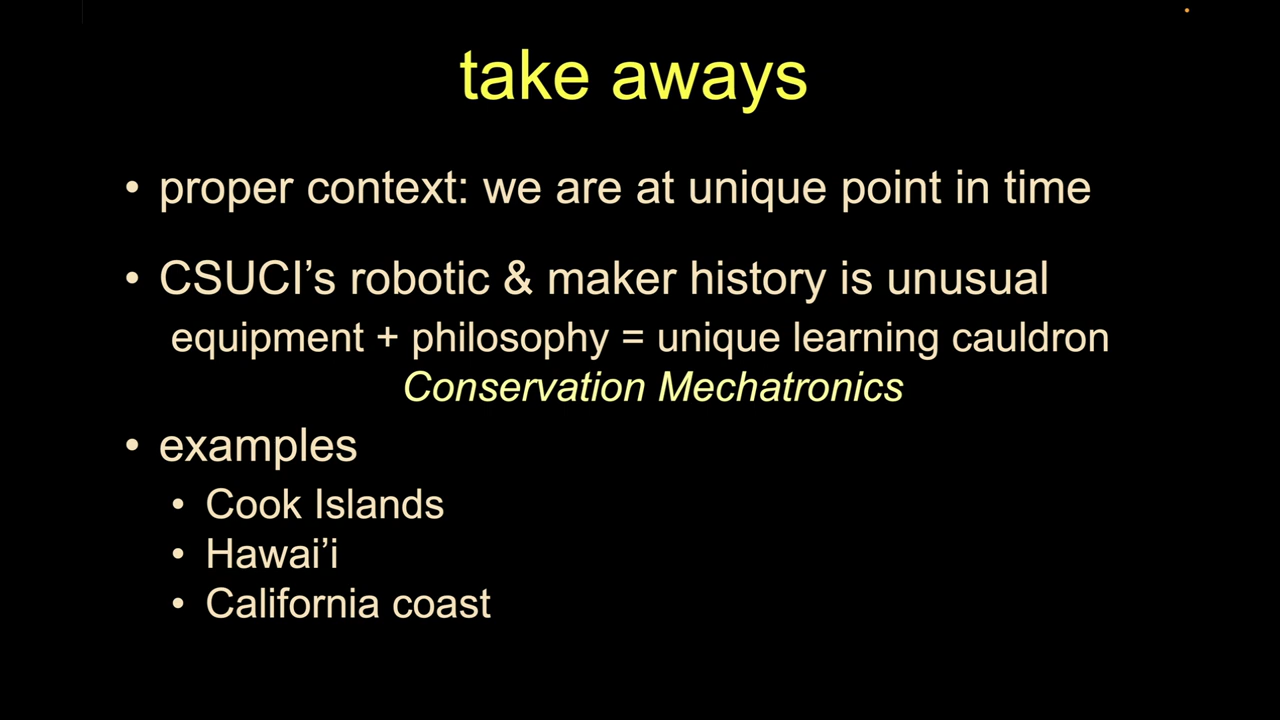 take aways
• proper context: we are at unique point in time
• CSUCI’s robotic & maker history is unusual
equipment + philosophy = unique learning cauldron
Conservation Mechatronics
• examples
• Cook Islands
• Hawai’i
• California coast